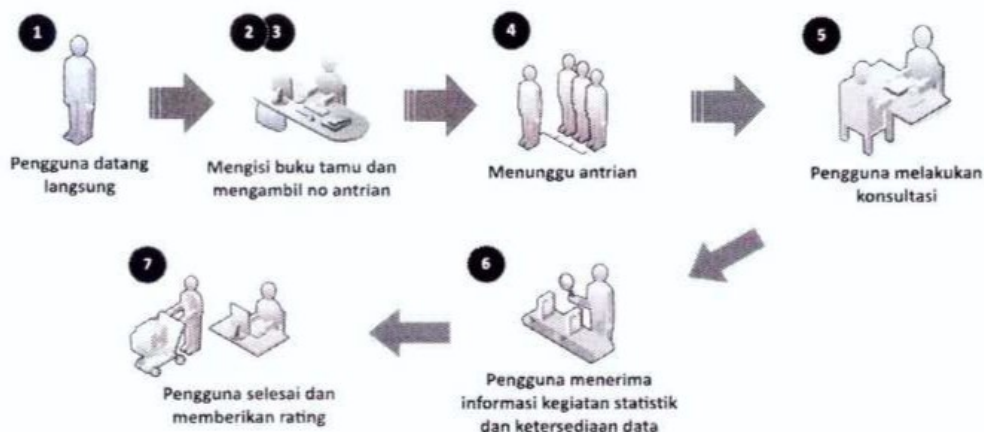 1
Pengguna datang
langsung
2 3
Mengisi buku tamu dan
mengambil no antrian
4
Menunggu antrian
5
Pengguna melakukan
konsultasi
6
Pengguna menerima
informasi kegiatan statistik
dan ketersediaan data
7
Pengguna selesai dan
memberikan rating